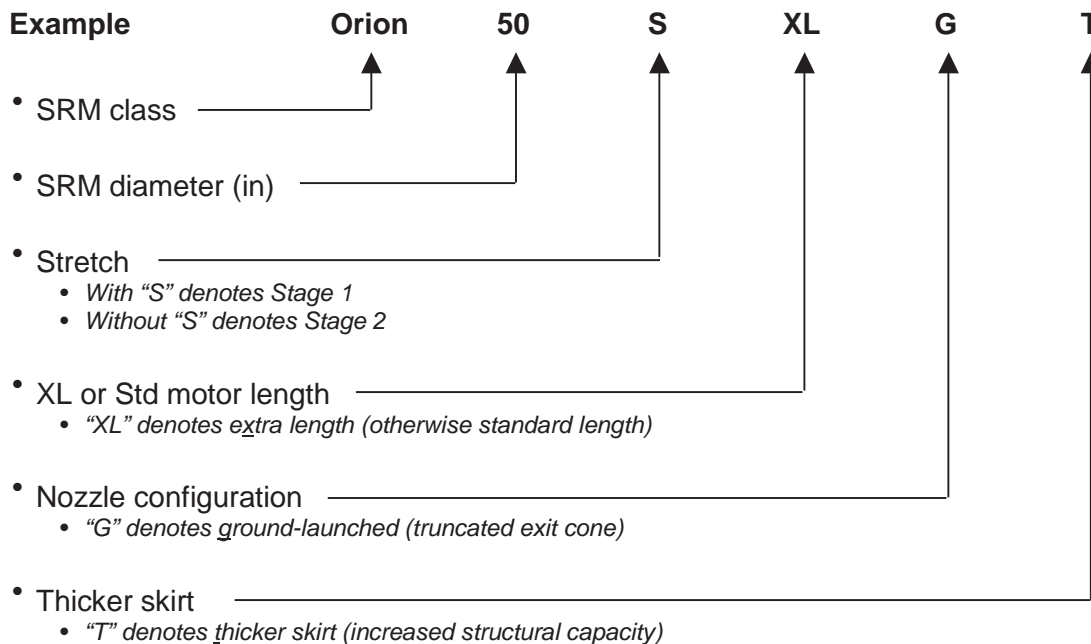 Example Orion 50 S XL G T
• SRM class
• SRM diameter (in)
• Stretch
• With “S” denotes Stage 1
• Without “S” denotes Stage 2
• XL or Std motor length
• “XL” denotes extra length (otherwise standard length)
• Nozzle configuration
• “G” denotes ground-launched (truncated exit cone)
• Thicker skirt
• “T” denotes thicker skirt (increased structural capacity)